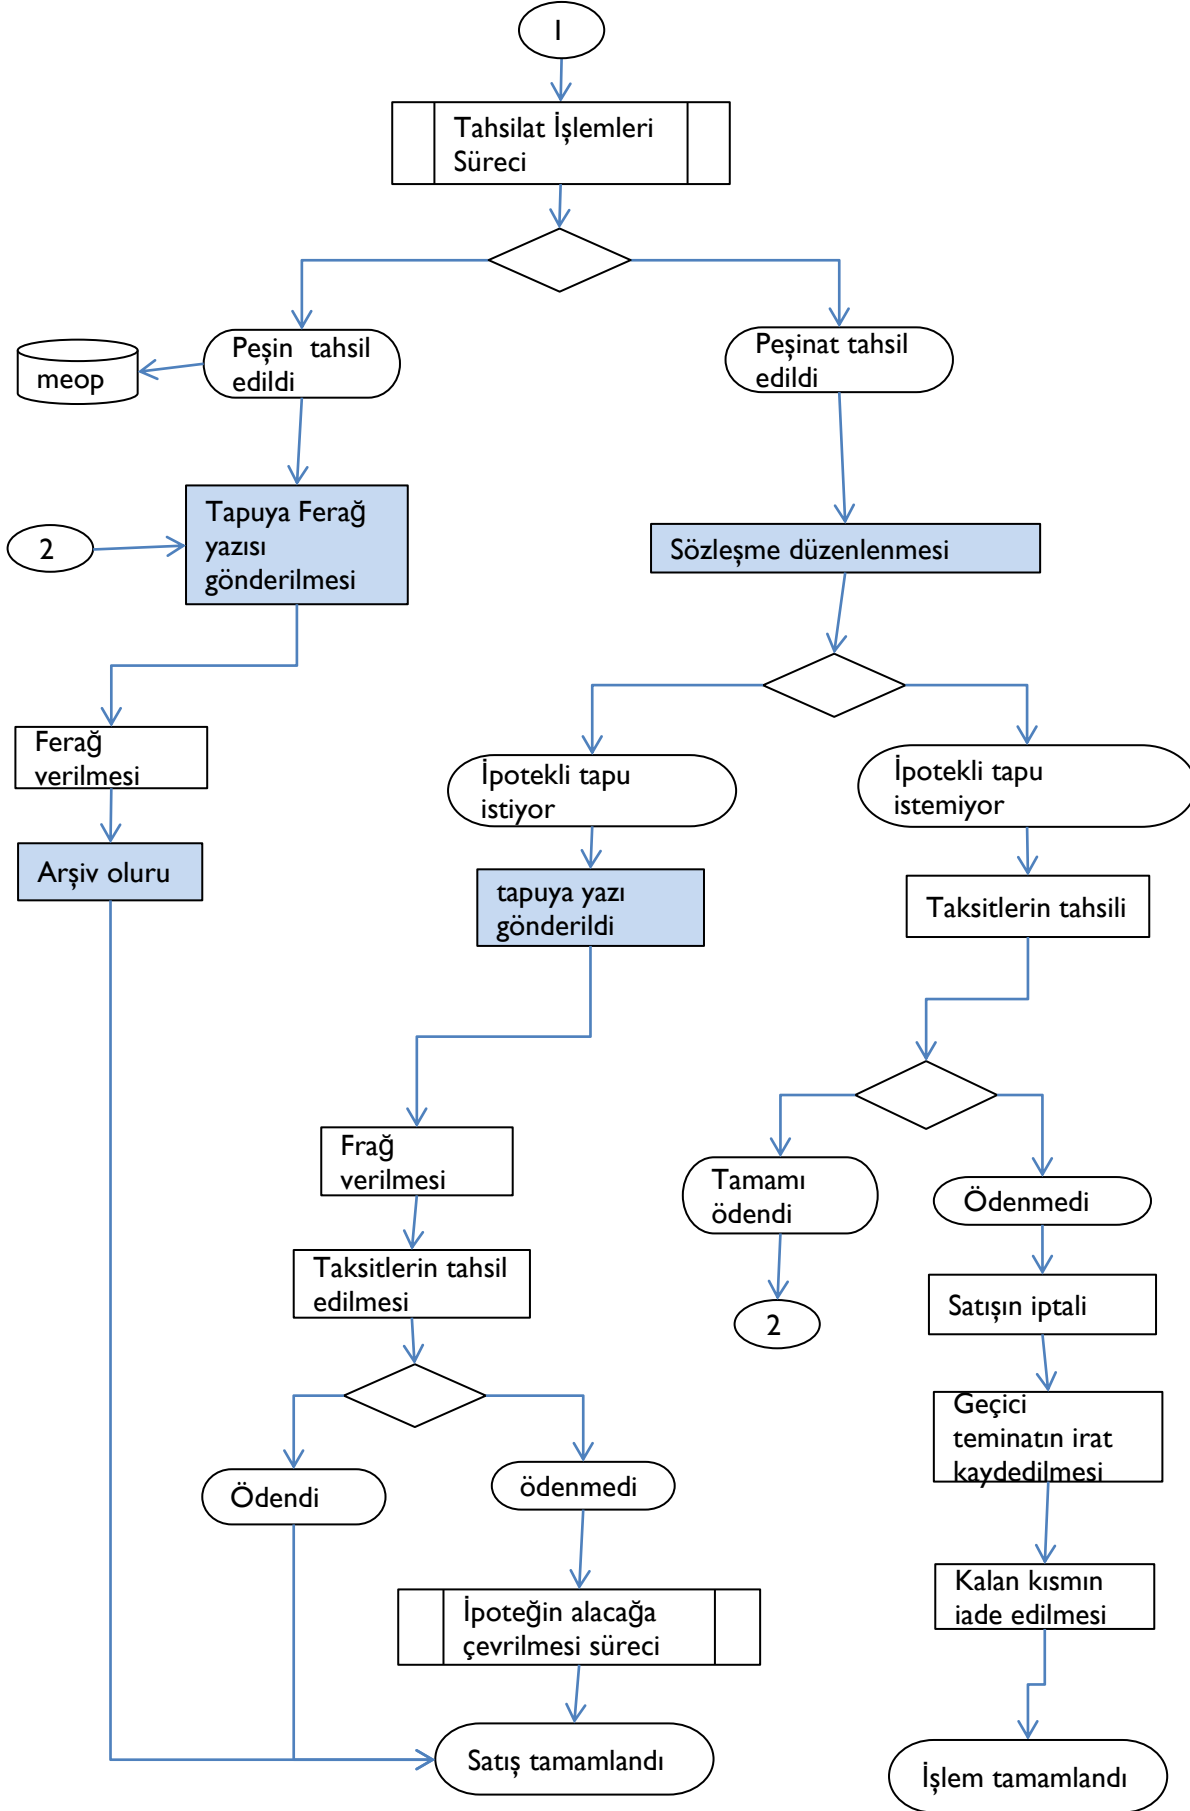 1
Tahsilat İşlemleri
Süreci
Peşin tahsil
edildi
meop
Peşinat tahsil
edildi
Tapuya Ferağ
yazısı
gönderilmesi
2
Sözleşme düzenlenmesi
Ferağ
verilmesi
İpotekli tapu
istiyor
İpotekli tapu
istemiyor
Arşiv oluru
tapuya yazı
gönderildi
Taksitlerin tahsili
Frağ
verilmesi
Tamamı
ödendi
Ödenmedi
Taksitlerin tahsil
edilmesi
2
Satışın iptali
Geçici
teminatın irat
kaydedilmesi
Ödendi
ödenmedi
Kalan kısmın
iade edilmesi
İpoteğin alacağa
çevrilmesi süreci
Satış tamamlandı
İşlem tamamlandı